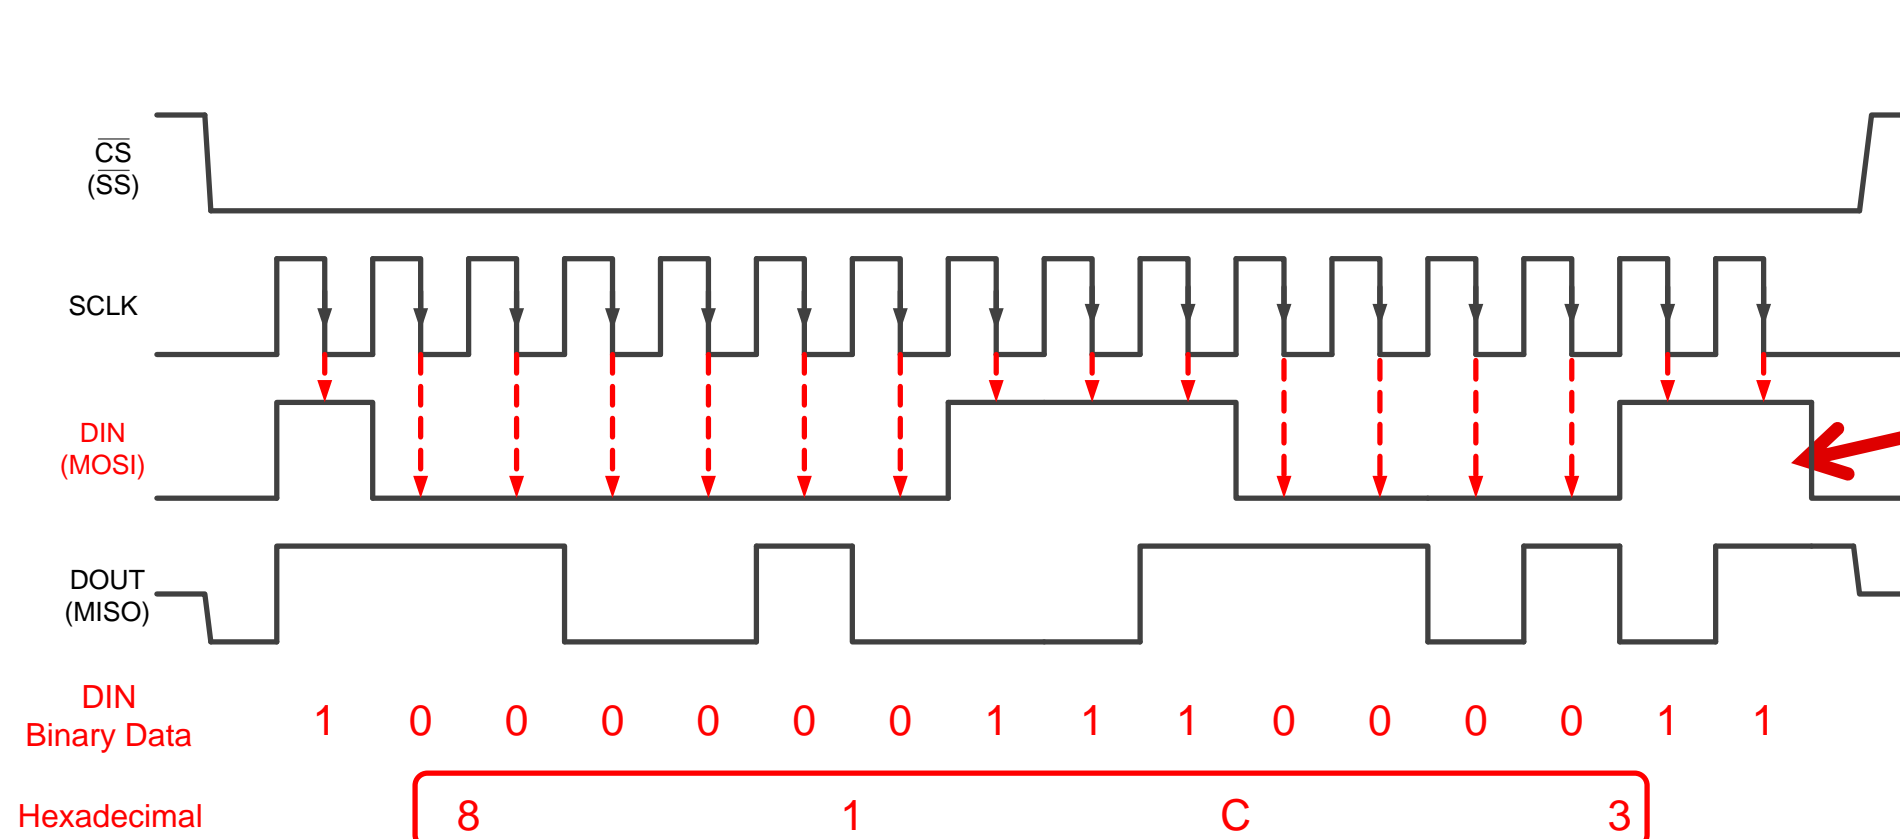 CS
(SS)
SCLK
DIN
(MOSI)
DOUT
(MISO)
DIN
Binary Data
1 0 0 0 0 0 0 1 1 1 0 0 0 0 1 1
Hexadecimal
8 1 C 3